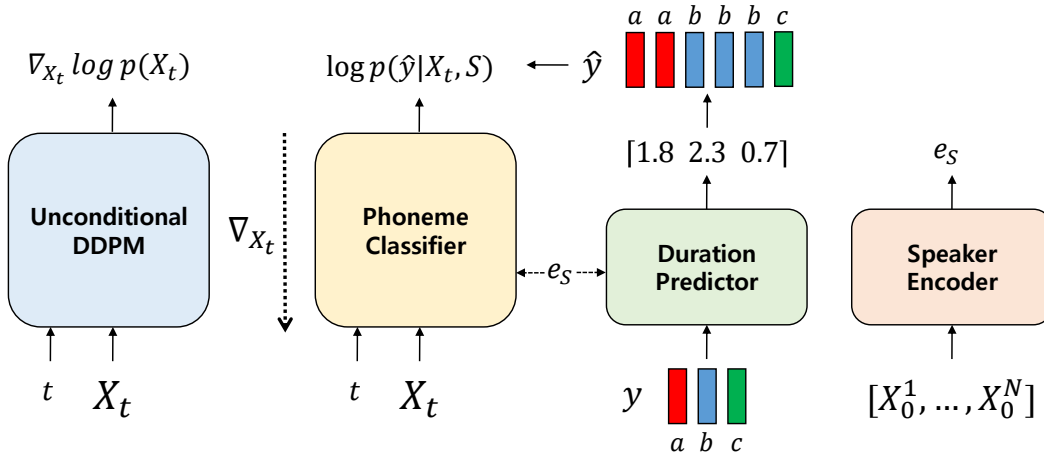 a a b b b c
∇_{X_t} log p(X_t)
log p(ŷ|X_t, S)
ŷ
⌈1.8 2.3 0.7⌉
e_S
Unconditional
DDPM
∇_{X_t}
Phoneme
Classifier
e_S
Duration
Predictor
Speaker
Encoder
t X_t
t X_t
y
a b c
[X_0^1, ..., X_0^N]